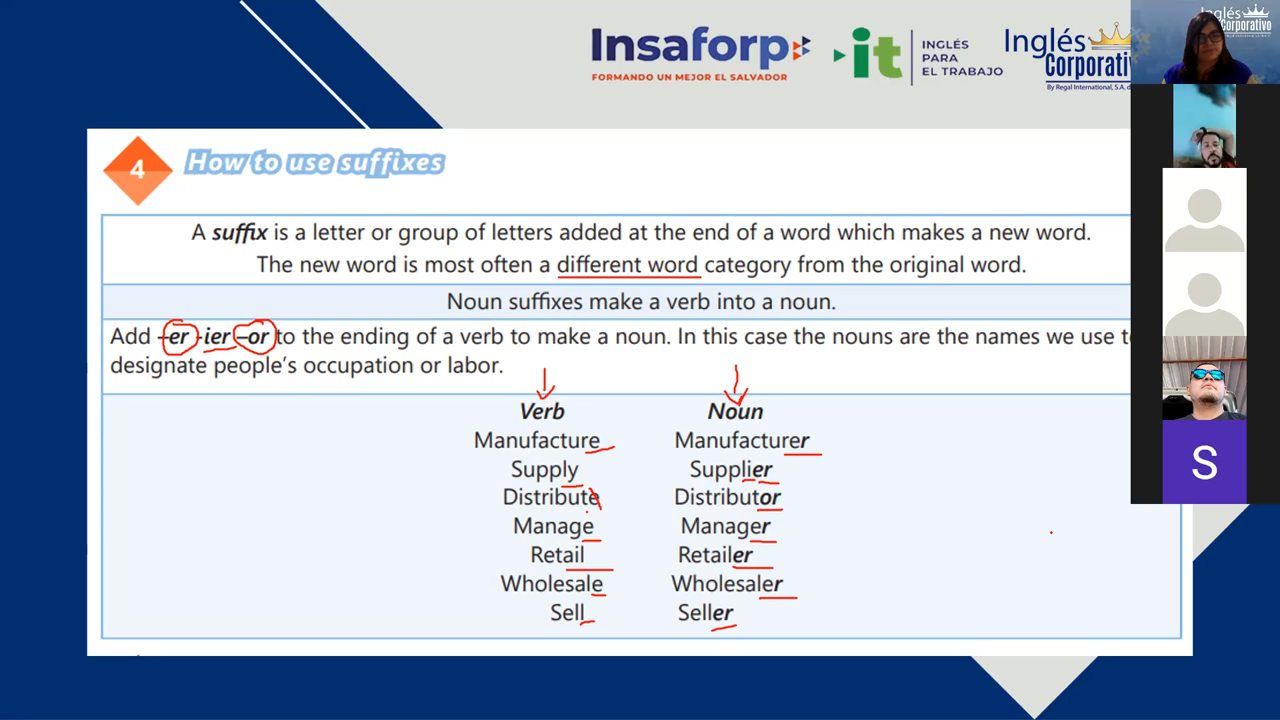 Insaforp
FORMANDO UN MEJOR EL SALVADOR
it
INGLÉS
PARA
EL TRABAJO
Inglés
Corporativ
By Regal International, S.A. d
Inglés
Corporativo
4
How to use suffixes
A suffix is a letter or group of letters added at the end of a word which makes a new word.
The new word is most often a different word category from the original word.
Noun suffixes make a verb into a noun.
Add –er -ier –or to the ending of a verb to make a noun. In this case the nouns are the names we use t
designate people's occupation or labor.
Verb Noun
Manufacture Manufacturer
Supply Supplier
Distribute Distributor
Manage Manager
Retail Retailer
Wholesale Wholesaler
Sell Seller
S